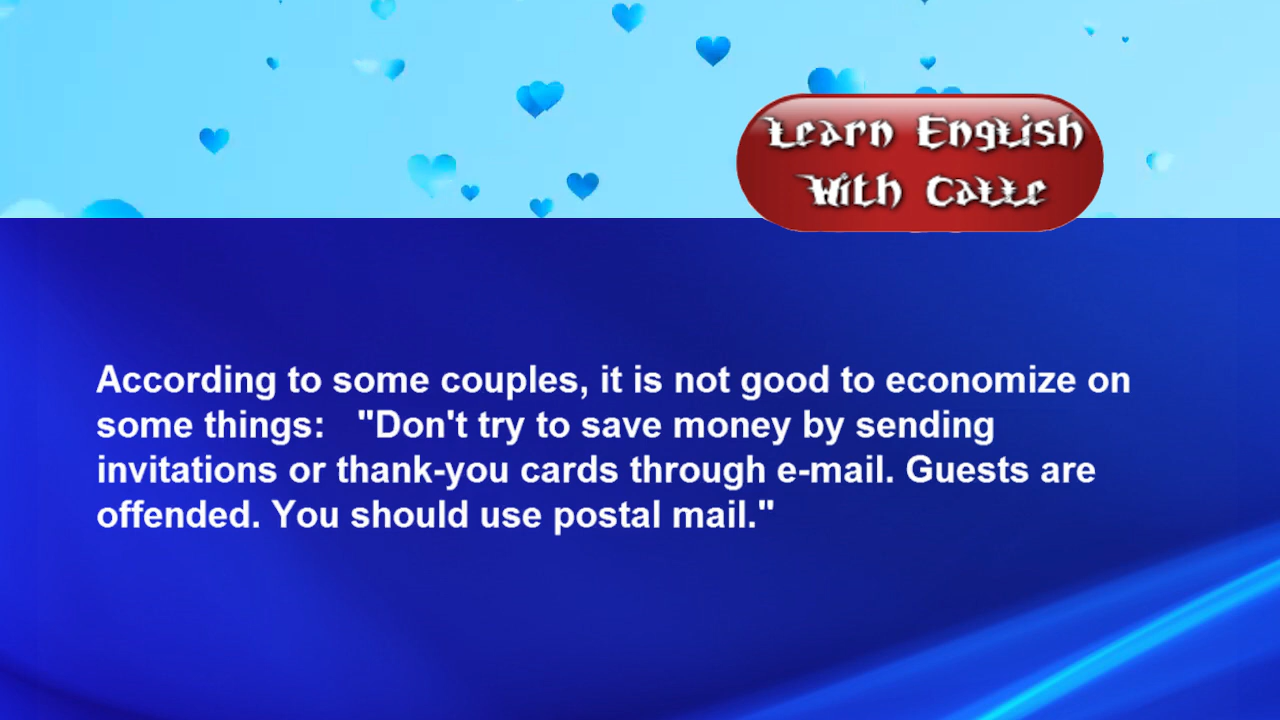 Learn English
With Calle
According to some couples, it is not good to economize on
some things:   "Don't try to save money by sending
invitations or thank-you cards through e-mail. Guests are
offended. You should use postal mail."